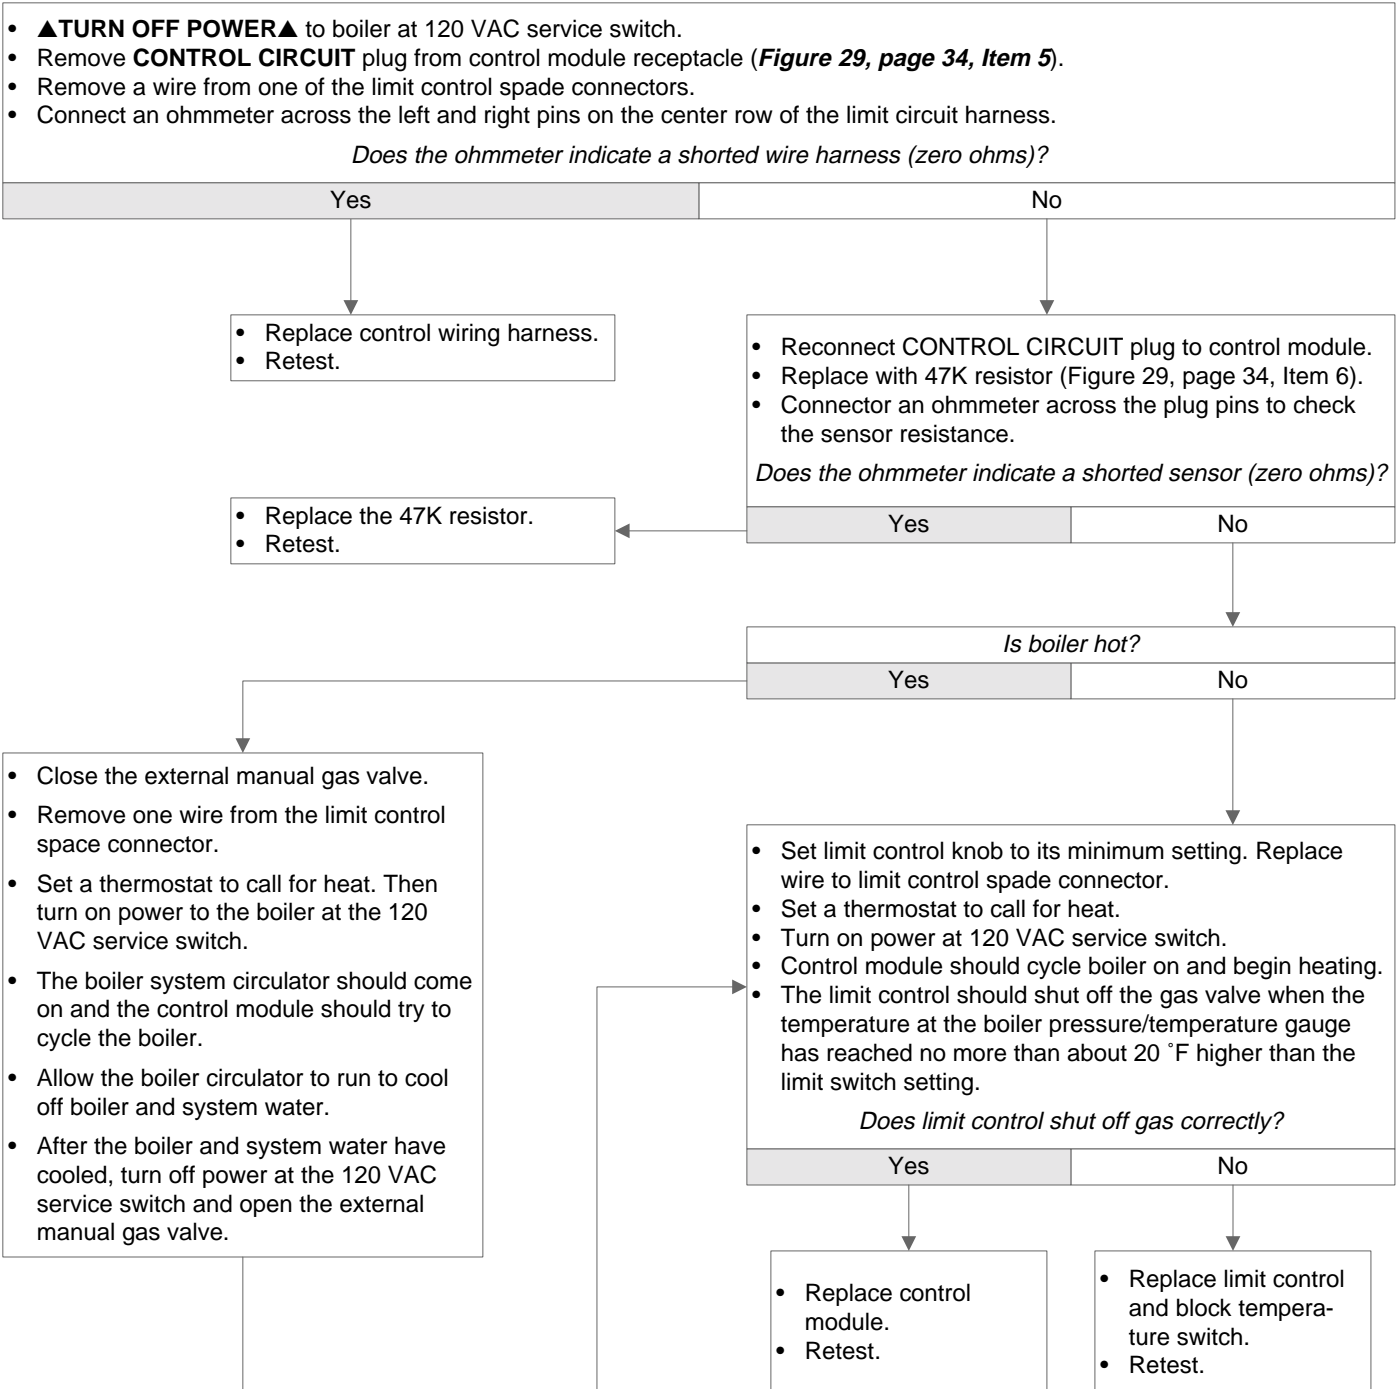 • ▲TURN OFF POWER▲ to boiler at 120 VAC service switch.
• Remove CONTROL CIRCUIT plug from control module receptacle (Figure 29, page 34, Item 5).
• Remove a wire from one of the limit control spade connectors.
• Connect an ohmmeter across the left and right pins on the center row of the limit circuit harness.
Does the ohmmeter indicate a shorted wire harness (zero ohms)?
Yes
No
• Replace control wiring harness.
• Retest.
• Reconnect CONTROL CIRCUIT plug to control module.
• Replace with 47K resistor (Figure 29, page 34, Item 6).
• Connector an ohmmeter across the plug pins to check
the sensor resistance.
Does the ohmmeter indicate a shorted sensor (zero ohms)?
Yes
No
• Replace the 47K resistor.
• Retest.
Is boiler hot?
Yes
No
• Close the external manual gas valve.
• Remove one wire from the limit control
space connector.
• Set a thermostat to call for heat. Then
turn on power to the boiler at the 120
VAC service switch.
• The boiler system circulator should come
on and the control module should try to
cycle the boiler.
• Allow the boiler circulator to run to cool
off boiler and system water.
• After the boiler and system water have
cooled, turn off power at the 120 VAC
service switch and open the external
manual gas valve.
• Set limit control knob to its minimum setting. Replace
wire to limit control spade connector.
• Set a thermostat to call for heat.
• Turn on power at 120 VAC service switch.
• Control module should cycle boiler on and begin heating.
• The limit control should shut off the gas valve when the
temperature at the boiler pressure/temperature gauge
has reached no more than about 20 ˚F higher than the
limit switch setting.
Does limit control shut off gas correctly?
Yes
No
• Replace control
module.
• Retest.
• Replace limit control
and block tempera-
ture switch.
• Retest.